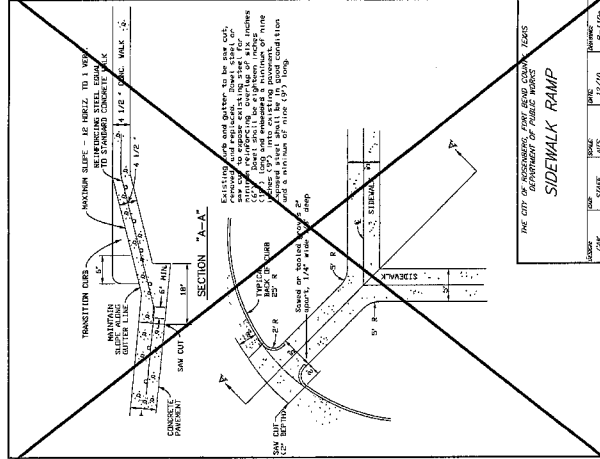 MAXIMUM SLOPE - 12 HORIZ. TO 1 VERT.
REINFORCING STEEL EQUAL
TO STANDARD CONCRETE WALK
4 1/2 " CONC. WALK
4 1/2 "
TRANSITION CURB
6'
MAINTAIN
SLOPE ALONG
GUTTER LINE
6" MIN.
18"
SAW CUT
CONCRETE
PAVEMENT
SECTION "A-A"
Existing curb and gutter to be saw cut,
removed, and replaced. Dowel steel or
saw cut to expose existing steel for
minimum reinforcing overlap of six inches
(6"). Dowel shall be eighteen inches
(18") long and embedded a minimum of nine
inches (9") into existing pavement.
Exposed steel shall be in good condition
and a minimum of nine (9") long.
TYPICAL
BACK OF CURB
25' R
Sawed or tooled grooves 2"
apart, 1/4" wide deep
2' R
5' R
5' R
SIDEWALK
SIDEWALK
A
A
SAW CUT
(2" DEPTH)
THE CITY OF ROSENBERG, FORT BEND COUNTY, TEXAS
DEPARTMENT OF PUBLIC WORKS
SIDEWALK RAMP
SCALE
NTS
DATE